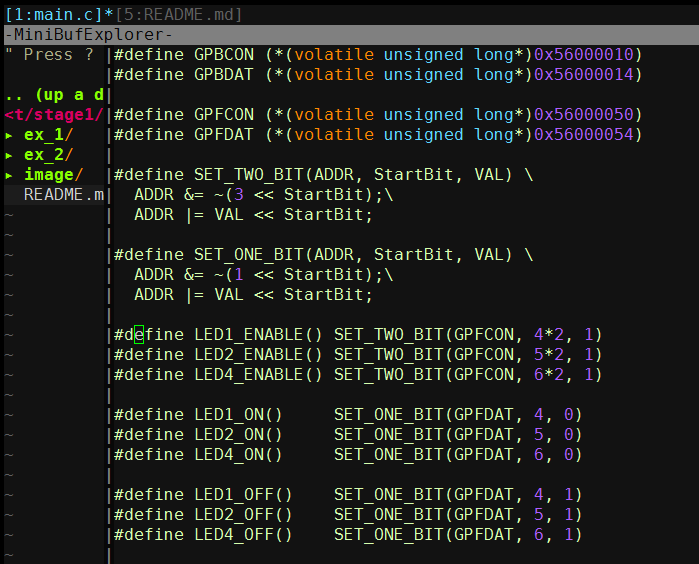 [1:main.c]*[5:README.md]
-MiniBufExplorer-
" Press ? |#define GPBCON (*(volatile unsigned long*)0x56000010)
|#define GPBDAT (*(volatile unsigned long*)0x56000014)
.. (up a d|
<t/stage1/|#define GPFCON (*(volatile unsigned long*)0x56000050)
▸ ex_1/ |#define GPFDAT (*(volatile unsigned long*)0x56000054)
▸ ex_2/ |
▸ image/ |#define SET_TWO_BIT(ADDR, StartBit, VAL) \
README.m| ADDR &= ~(3 << StartBit);\
~ | ADDR |= VAL << StartBit;
~ |
~ |#define SET_ONE_BIT(ADDR, StartBit, VAL) \
~ | ADDR &= ~(1 << StartBit);\
~ | ADDR |= VAL << StartBit;
~ |
~ |#define LED1_ENABLE() SET_TWO_BIT(GPFCON, 4*2, 1)
~ |#define LED2_ENABLE() SET_TWO_BIT(GPFCON, 5*2, 1)
~ |#define LED4_ENABLE() SET_TWO_BIT(GPFCON, 6*2, 1)
~ |
~ |#define LED1_ON() SET_ONE_BIT(GPFDAT, 4, 0)
~ |#define LED2_ON() SET_ONE_BIT(GPFDAT, 5, 0)
~ |#define LED4_ON() SET_ONE_BIT(GPFDAT, 6, 0)
~ |
~ |#define LED1_OFF() SET_ONE_BIT(GPFDAT, 4, 1)
~ |#define LED2_OFF() SET_ONE_BIT(GPFDAT, 5, 1)
~ |#define LED4_OFF() SET_ONE_BIT(GPFDAT, 6, 1)
~ |